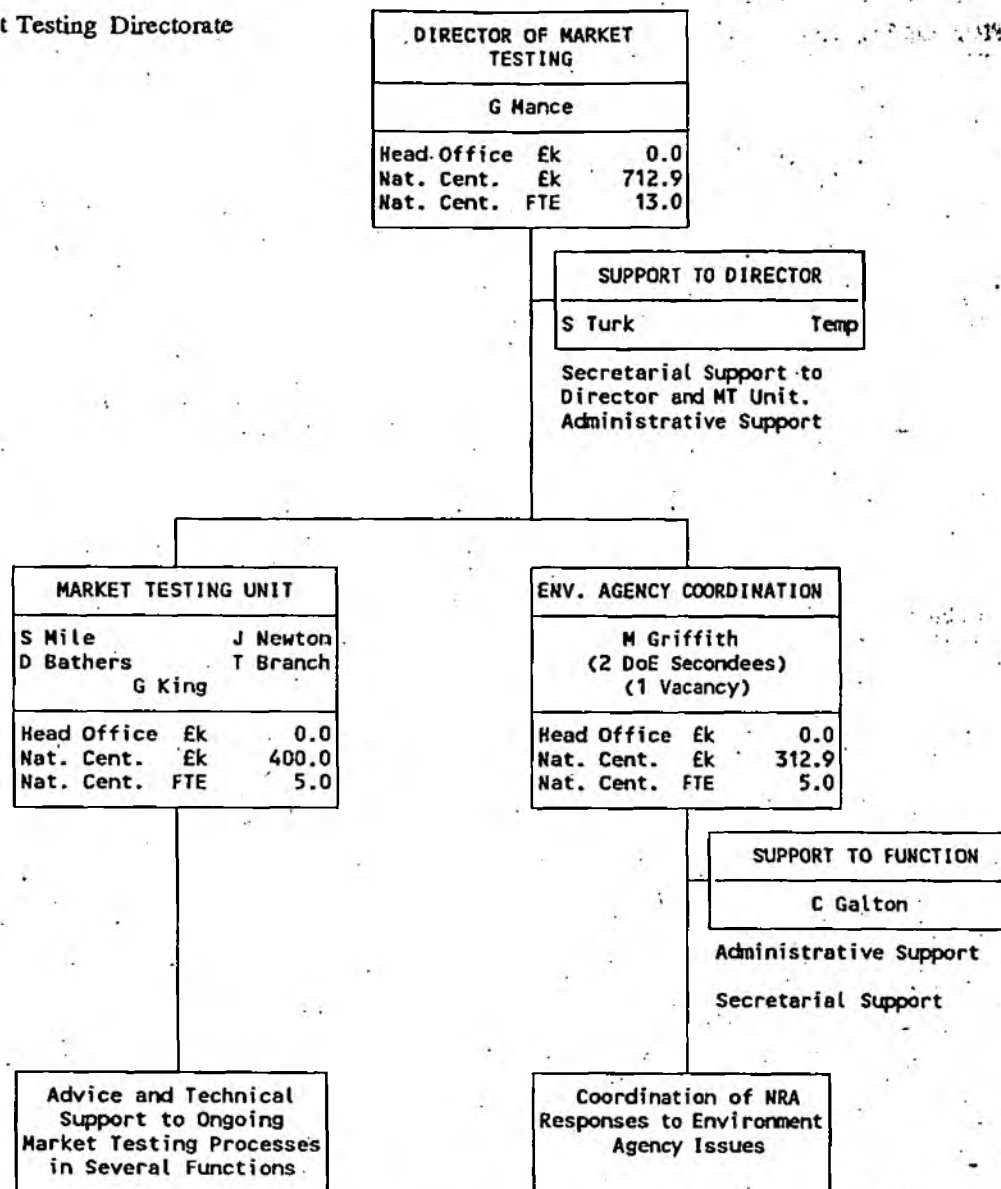 t Testing Directorate
DIRECTOR OF MARKET
TESTING
G Mance
Head Office £k 0.0
Nat. Cent. £k 712.9
Nat. Cent. FTE 13.0
SUPPORT TO DIRECTOR
S Turk Temp
Secretarial Support to
Director and MT Unit.
Administrative Support
MARKET TESTING UNIT
S Mile J Newton
D Bathers T Branch
G King
Head Office £k 0.0
Nat. Cent. £k 400.0
Nat. Cent. FTE 5.0
ENV. AGENCY COORDINATION
M Griffith
(2 DoE Secondees)
(1 Vacancy)
Head Office £k 0.0
Nat. Cent. £k 312.9
Nat. Cent. FTE 5.0
SUPPORT TO FUNCTION
C Galton
Administrative Support
Secretarial Support
Advice and Technical
Support to Ongoing
Market Testing Processes
in Several Functions
Coordination of NRA
Responses to Environment
Agency Issues